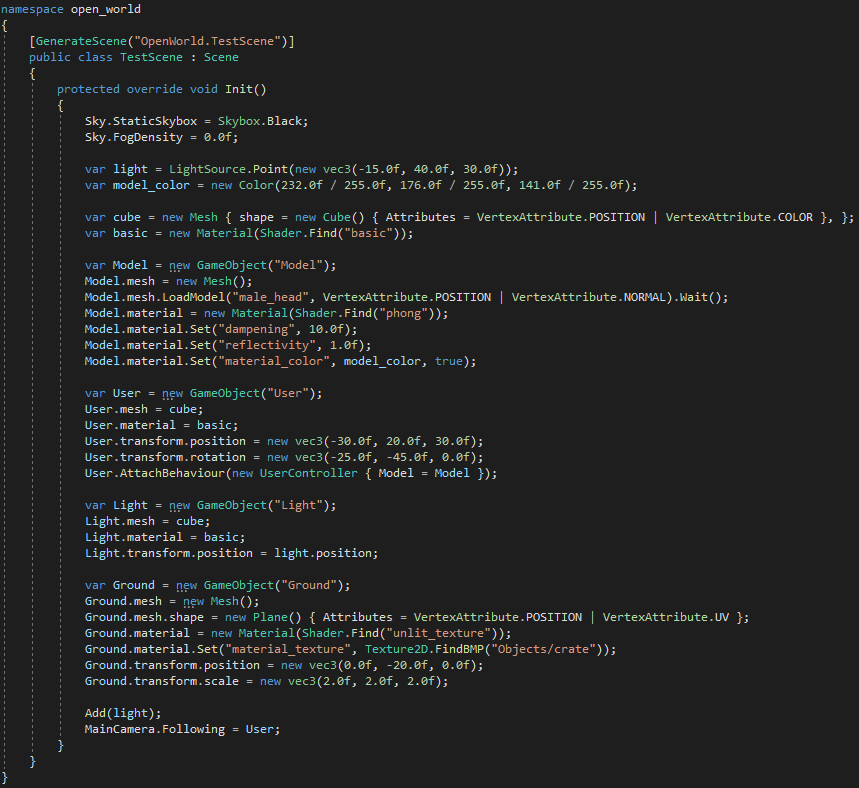 namespace open_world
{
[GenerateScene("OpenWorld.TestScene")]
public class TestScene : Scene
{
protected override void Init()
{
Sky.StaticSkybox = Skybox.Black;
Sky.FogDensity = 0.0f;
var light = LightSource.Point(new vec3(-15.0f, 40.0f, 30.0f));
var model_color = new Color(232.0f / 255.0f, 176.0f / 255.0f, 141.0f / 255.0f);
var cube = new Mesh { shape = new Cube() { Attributes = VertexAttribute.POSITION | VertexAttribute.COLOR }, };
var basic = new Material(Shader.Find("basic"));
var Model = new GameObject("Model");
Model.mesh = new Mesh();
Model.mesh.LoadModel("male_head", VertexAttribute.POSITION | VertexAttribute.NORMAL).Wait();
Model.material = new Material(Shader.Find("phong"));
Model.material.Set("dampening", 10.0f);
Model.material.Set("reflectivity", 1.0f);
Model.material.Set("material_color", model_color, true);
var User = new GameObject("User");
User.mesh = cube;
User.material = basic;
User.transform.position = new vec3(-30.0f, 20.0f, 30.0f);
User.transform.rotation = new vec3(-25.0f, -45.0f, 0.0f);
User.AttachBehaviour(new UserController { Model = Model });
var Light = new GameObject("Light");
Light.mesh = cube;
Light.material = basic;
Light.transform.position = light.position;
var Ground = new GameObject("Ground");
Ground.mesh = new Mesh();
Ground.mesh.shape = new Plane() { Attributes = VertexAttribute.POSITION | VertexAttribute.UV };
Ground.material = new Material(Shader.Find("unlit_texture"));
Ground.material.Set("material_texture", Texture2D.FindBMP("Objects/crate"));
Ground.transform.position = new vec3(0.0f, -20.0f, 0.0f);
Ground.transform.scale = new vec3(2.0f, 2.0f, 2.0f);
Add(light);
MainCamera.Following = User;
}
}
}